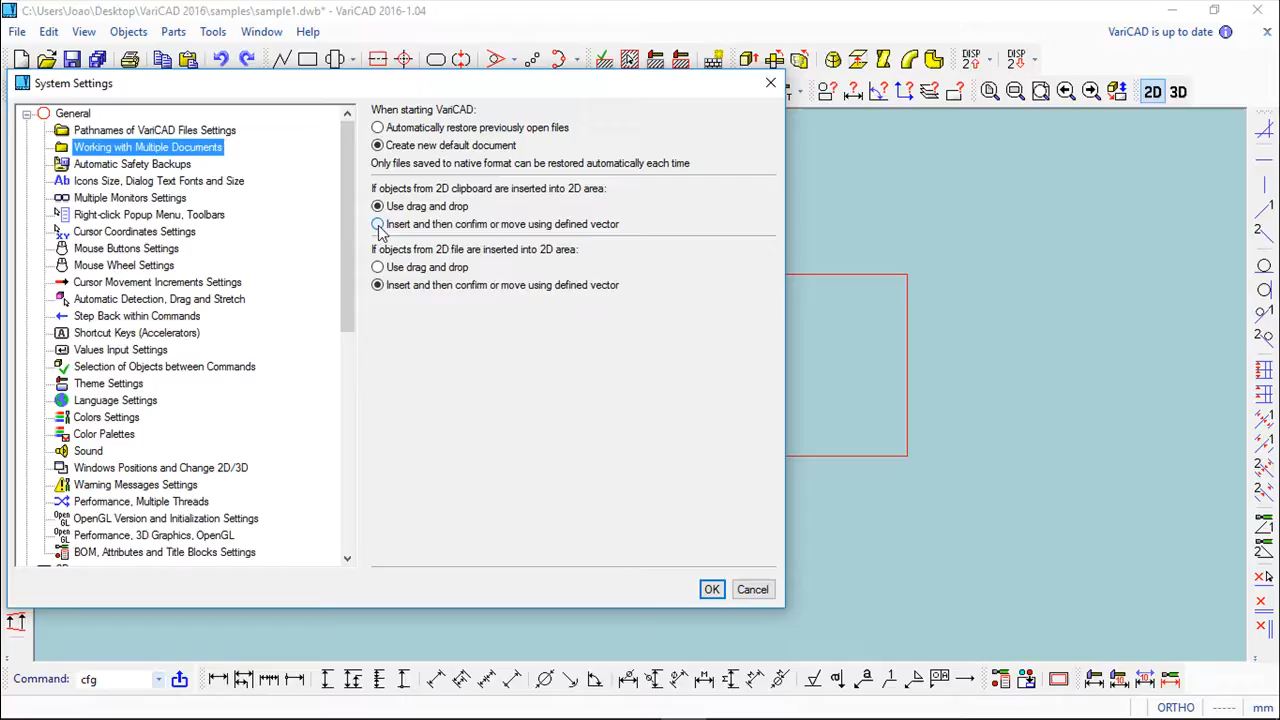 C:\Users\Joao\Desktop\VariCAD 2016\samples\sample1.dwb* - VariCAD 2016-1.04
File Edit View Objects Parts Tools Window Help
VariCAD is up to date
DISP 2
DISP 2
2D 3D
System Settings
General
Pathnames of VariCAD Files Settings
Working with Multiple Documents
Automatic Safety Backups
Ab Icons Size, Dialog Text Fonts and Size
Multiple Monitors Settings
Right-click Popup Menu, Toolbars
XY Cursor Coordinates Settings
Mouse Buttons Settings
Mouse Wheel Settings
Cursor Movement Increments Settings
Automatic Detection, Drag and Stretch
Step Back within Commands
A Shortcut Keys (Accelerators)
Values Input Settings
Selection of Objects between Commands
Theme Settings
Language Settings
Colors Settings
Color Palettes
Sound
Windows Positions and Change 2D/3D
Warning Messages Settings
Performance, Multiple Threads
Open GL OpenGL Version and Initialization Settings
Open GL Performance, 3D Graphics, OpenGL
BOM, Attributes and Title Blocks Settings
When starting VariCAD:
Automatically restore previously open files
Create new default document
Only files saved to native format can be restored automatically each time
If objects from 2D clipboard are inserted into 2D area:
Use drag and drop
Insert and then confirm or move using defined vector
If objects from 2D file are inserted into 2D area:
Use drag and drop
Insert and then confirm or move using defined vector
OK Cancel
Command: cfg
ORTHO ----- mm